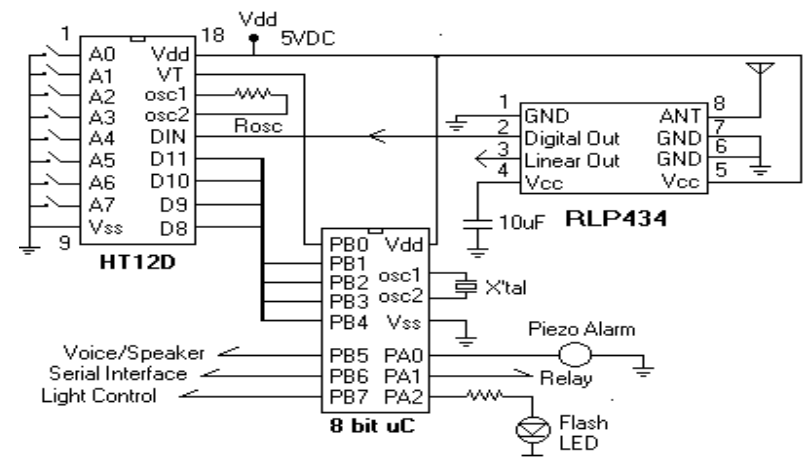 1 18 Vdd
5VDC
A0 Vdd
A1 VT
A2 osc1
A3 osc2
A4 DIN
A5 D11
A6 D10
A7 D9
Vss D8
9
HT12D
Rosc
1 GND ANT 8
2 Digital Out GND 7
3 Linear Out GND 6
4 Vcc Vcc 5
10uF RLP434
PB0 Vdd
PB1
PB2 osc1
PB3 osc2
PB4 Vss
PB5 PA0
PB6 PA1
PB7 PA2
8 bit uC
X'tal
Voice/Speaker
Serial Interface
Light Control
Piezo Alarm
Relay
Flash
LED